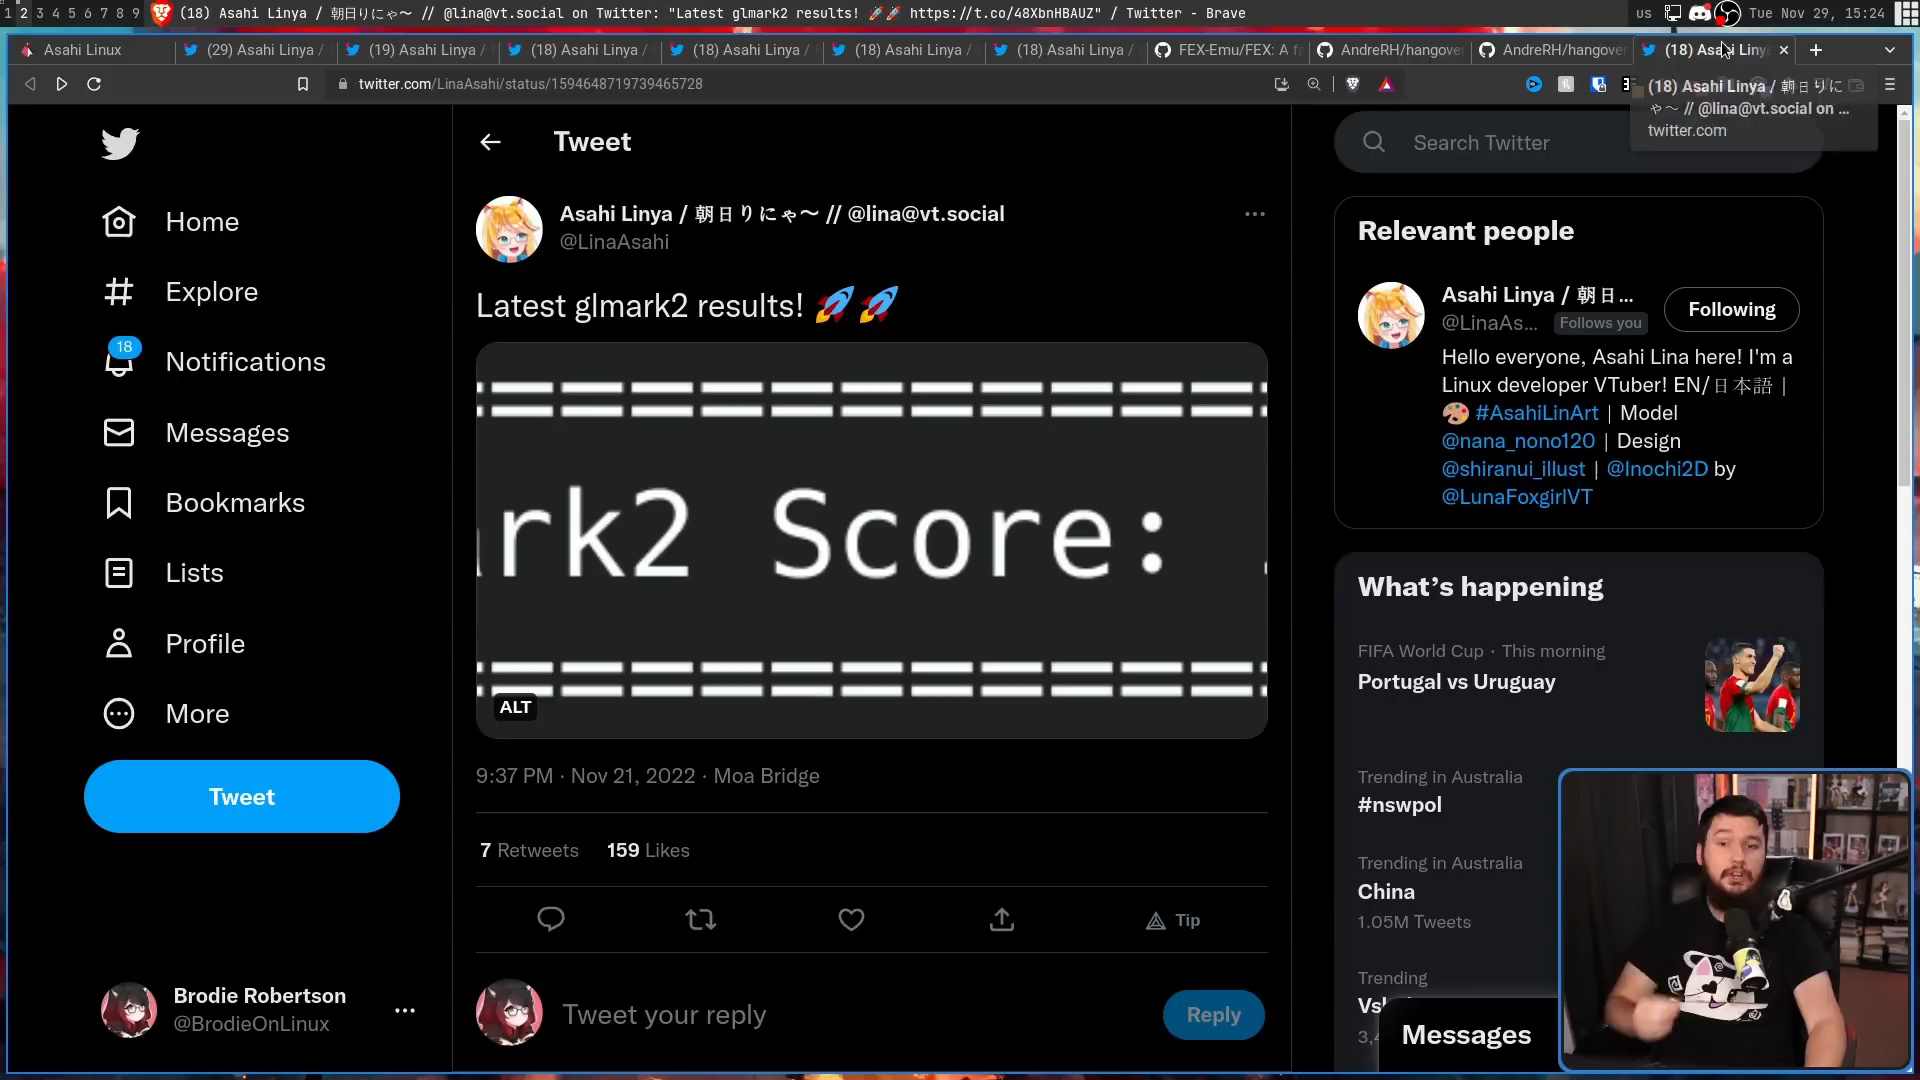 1 2 3 4 5 6 7 8 9 (18) Asahi Linya / 朝日りにゃ〜 // @lina@vt.social on Twitter: "Latest glmark2 results! 🚀🚀 https://t.co/48XbnHBAUZ" / Twitter - Brave us Tue Nov 29, 15:24
Asahi Linux (29) Asahi Linya / (19) Asahi Linya / (18) Asahi Linya / (18) Asahi Linya / (18) Asahi Linya / (18) Asahi Linya / FEX-Emu/FEX: A fa AndreRH/hangover AndreRH/hangover (18) Asahi Linya
twitter.com/LinaAsahi/status/1594648719739465728
(18) Asahi Linya / 朝日りに
ゃ〜 // @lina@vt.social on ...
twitter.com
Home
Explore
18
Notifications
Messages
Bookmarks
Lists
Profile
More
Tweet
Brodie Robertson
@BrodieOnLinux
Tweet
Asahi Linya / 朝日りにゃ〜 // @lina@vt.social
@LinaAsahi
Latest glmark2 results! 🚀🚀
ark2 Score:
ALT
9:37 PM · Nov 21, 2022 · Moa Bridge
7 Retweets 159 Likes
Tip
Tweet your reply
Reply
Search Twitter
Relevant people
Asahi Linya / 朝日...
@LinaAs... Follows you
Following
Hello everyone, Asahi Lina here! I'm a
Linux developer VTuber! EN/日本語 |
🎨 #AsahiLinArt | Model
@nana_nono120 | Design
@shiranui_illust | @Inochi2D by
@LunaFoxgirlVT
What's happening
FIFA World Cup · This morning
Portugal vs Uruguay
Trending in Australia
#nswpol
Trending in Australia
China
1.05M Tweets
Trending
Messages